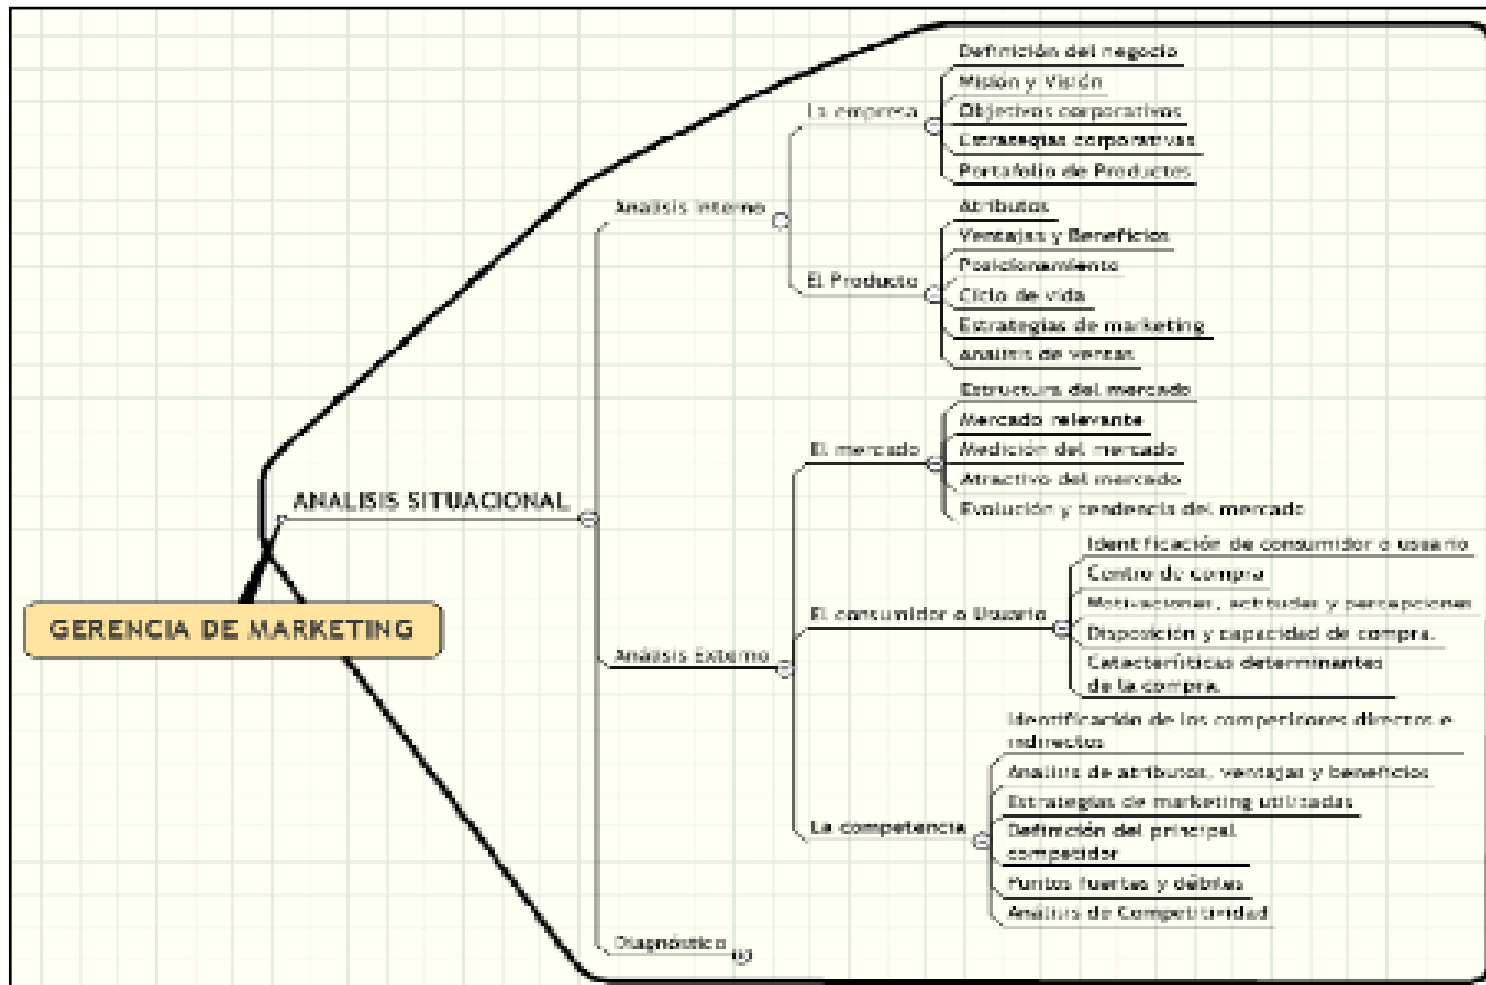 Definición del negocio
Misión y Visión
La empresa
Objetivos corporativos
Estrategias corporativas
Portafolio de Productos
Analisis Interno
Atributos
Ventajas y Beneficios
Posicionamiento
El Producto
Ciclo de vida
Estrategias de marketing
Analisis de ventas
Estructura del mercado
Mercado relevante
El mercado
Medición del mercado
Atractivo del mercado
Evolución y tendencia del mercado
ANALISIS SITUACIONAL
Identificación de consumidor o usuario
Centro de compra
Motivaciones, actitudes y percepciones
El consumidor o Usuario
Disposición y capacidad de compra.
Catacterísticas determinantes
de la compra.
GERENCIA DE MARKETING
Análisis Externo
Identificación de los competidores directos e
indirectos
Analisis de atributos, ventajas y beneficios
Estrategias de marketing utilizadas
La competencia
Definición del principal
competidor
Puntos fuertes y débiles
Análisis de Competitividad
Diagnóstico